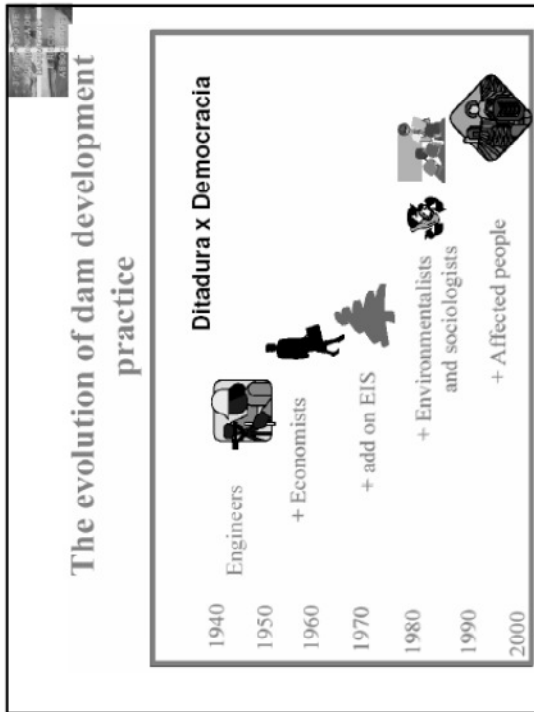 The evolution of dam development
practice
Ditadura x Democracia
1940
Engineers
1950
+ Economists
1960
1970
+ add on EIS
1980
+ Environmentalists
and sociologists
1990
+ Affected people
2000